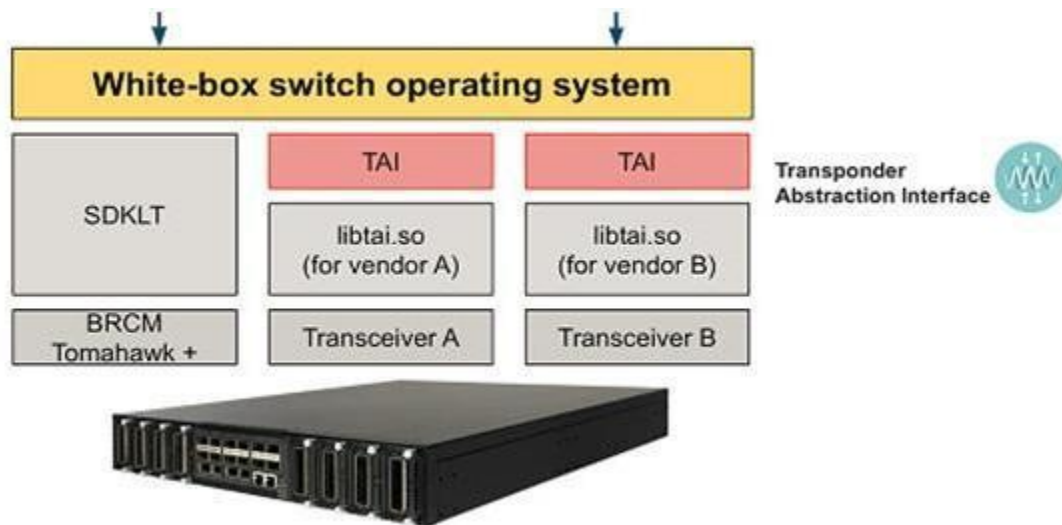 White-box switch operating system
SDKLT
TAI
TAI
Transponder
Abstraction Interface
libtai.so
(for vendor A)
libtai.so
(for vendor B)
BRCM
Tomahawk +
Transceiver A
Transceiver B